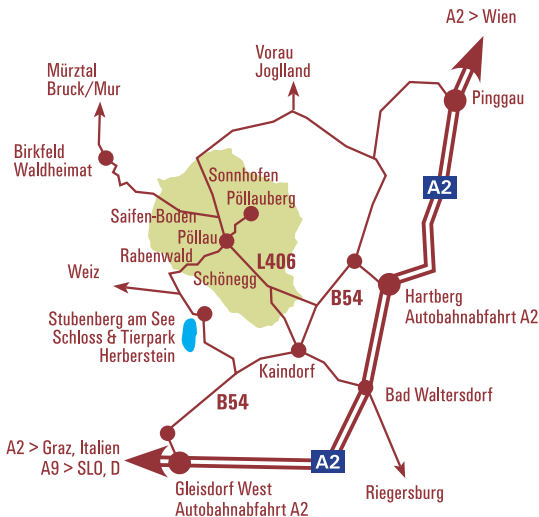 A2 > Wien
Vorau
Joglland
Mürztal
Bruck/Mur
Pinggau
Birkfeld
Waldheimat
Sonnhofen
Pöllauberg
A2
Saifen-Boden
Pöllau
Rabenwald
L406
Weiz
Schönegg
B54
Hartberg
Autobahnabfahrt A2
Stubenberg am See
Schloss & Tierpark
Herberstein
Kaindorf
Bad Waltersdorf
B54
A2 > Graz, Italien
A9 > SLO, D
A2
Gleisdorf West
Autobahnabfahrt A2
Riegersburg